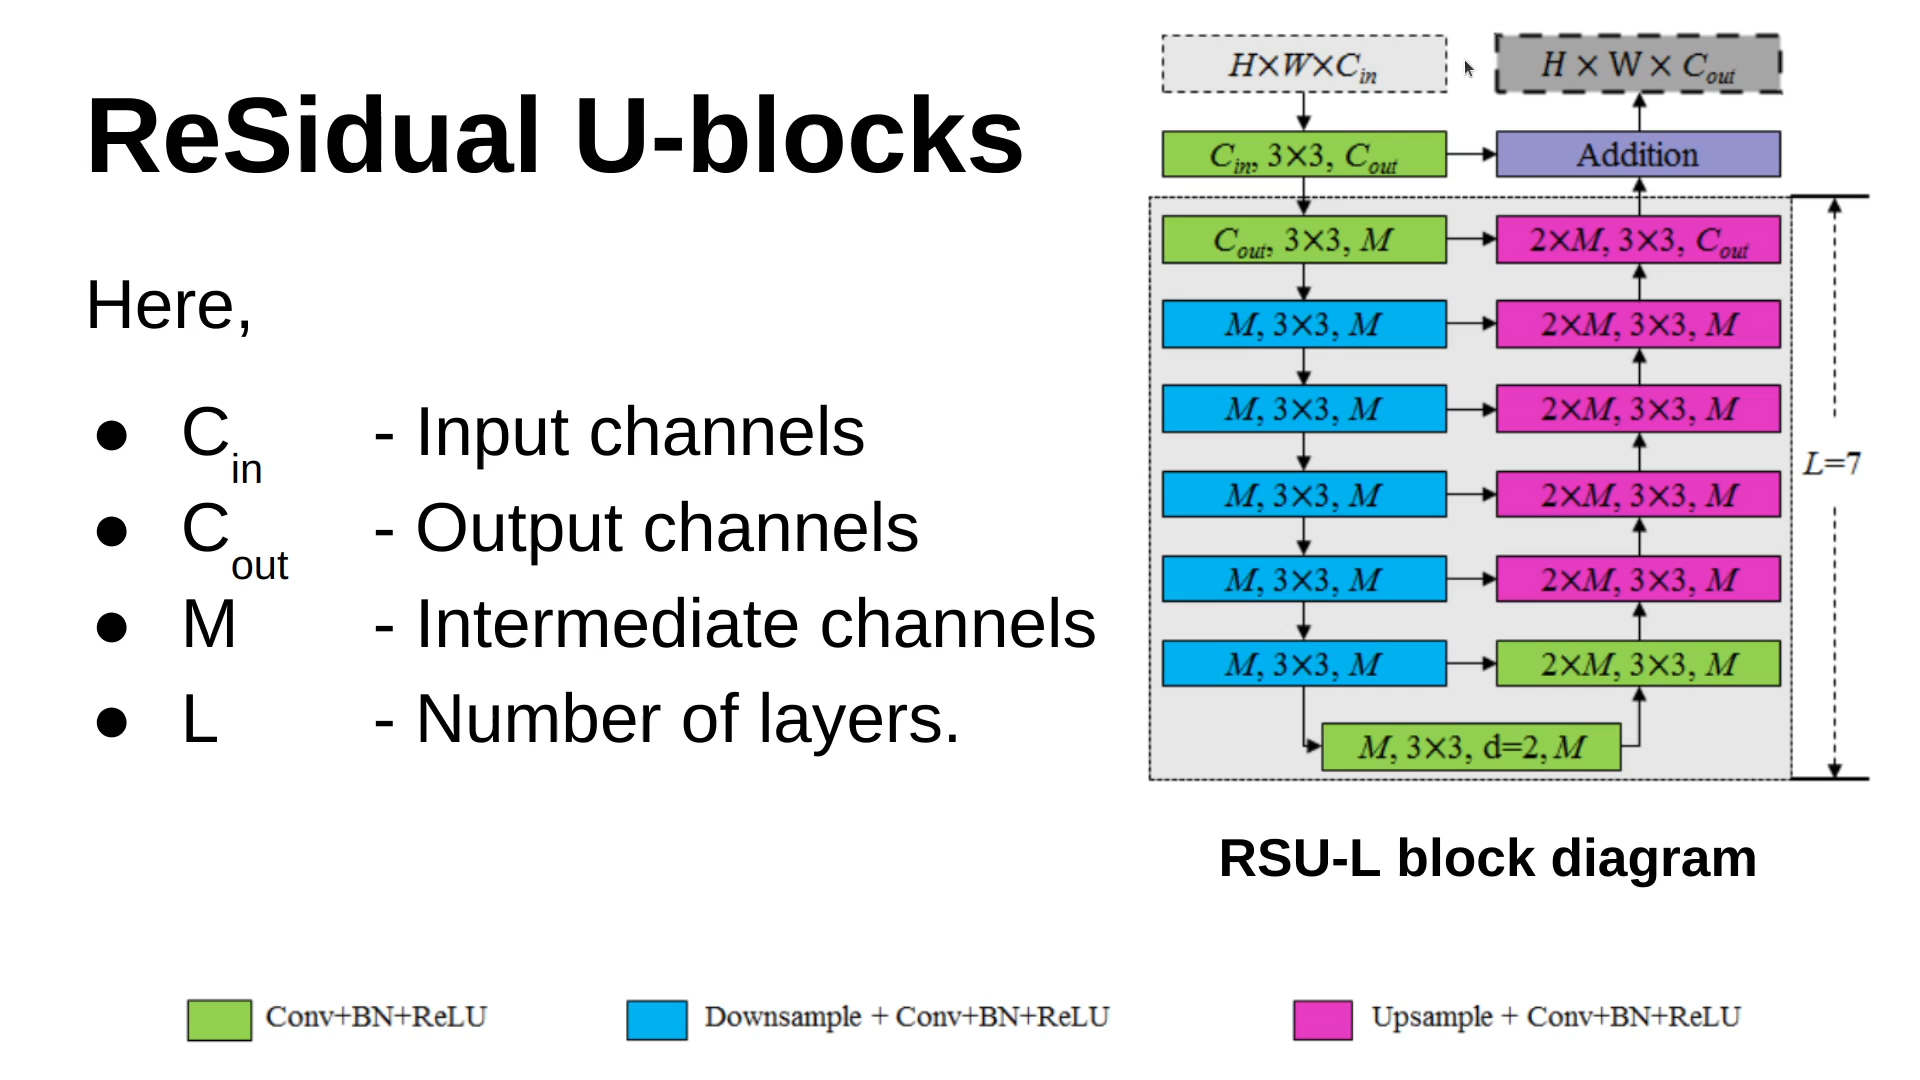 ReSidual U-blocks
Here,
● C_in - Input channels
● C_out - Output channels
● M - Intermediate channels
● L - Number of layers.
H×W×C_in
H × W × C_out
C_in, 3×3, C_out
Addition
C_out, 3×3, M
2×M, 3×3, C_out
M, 3×3, M
2×M, 3×3, M
M, 3×3, M
2×M, 3×3, M
M, 3×3, M
2×M, 3×3, M
M, 3×3, M
2×M, 3×3, M
M, 3×3, M
2×M, 3×3, M
M, 3×3, d=2, M
L=7
RSU-L block diagram
Conv+BN+ReLU
Downsample + Conv+BN+ReLU
Upsample + Conv+BN+ReLU